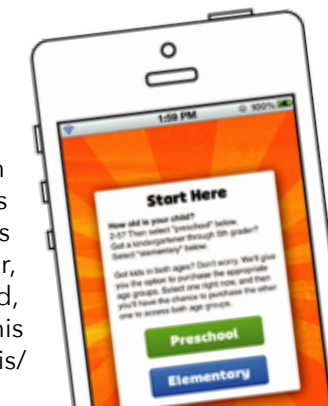 1:59 PM
100%
Start Here
How old is your child?
2-5? Then select "preschool" below.
Got a kindergartener through 5th grader?
Select "elementary" below.
Got kids in both ages? Don't worry. We'll give
you the option to purchase the appropriate
age groups. Select one right now, and then
you'll have the chance to purchase the other
one to access both age groups.
Preschool
Elementary
n
s
s
r,
d,
nis
is/